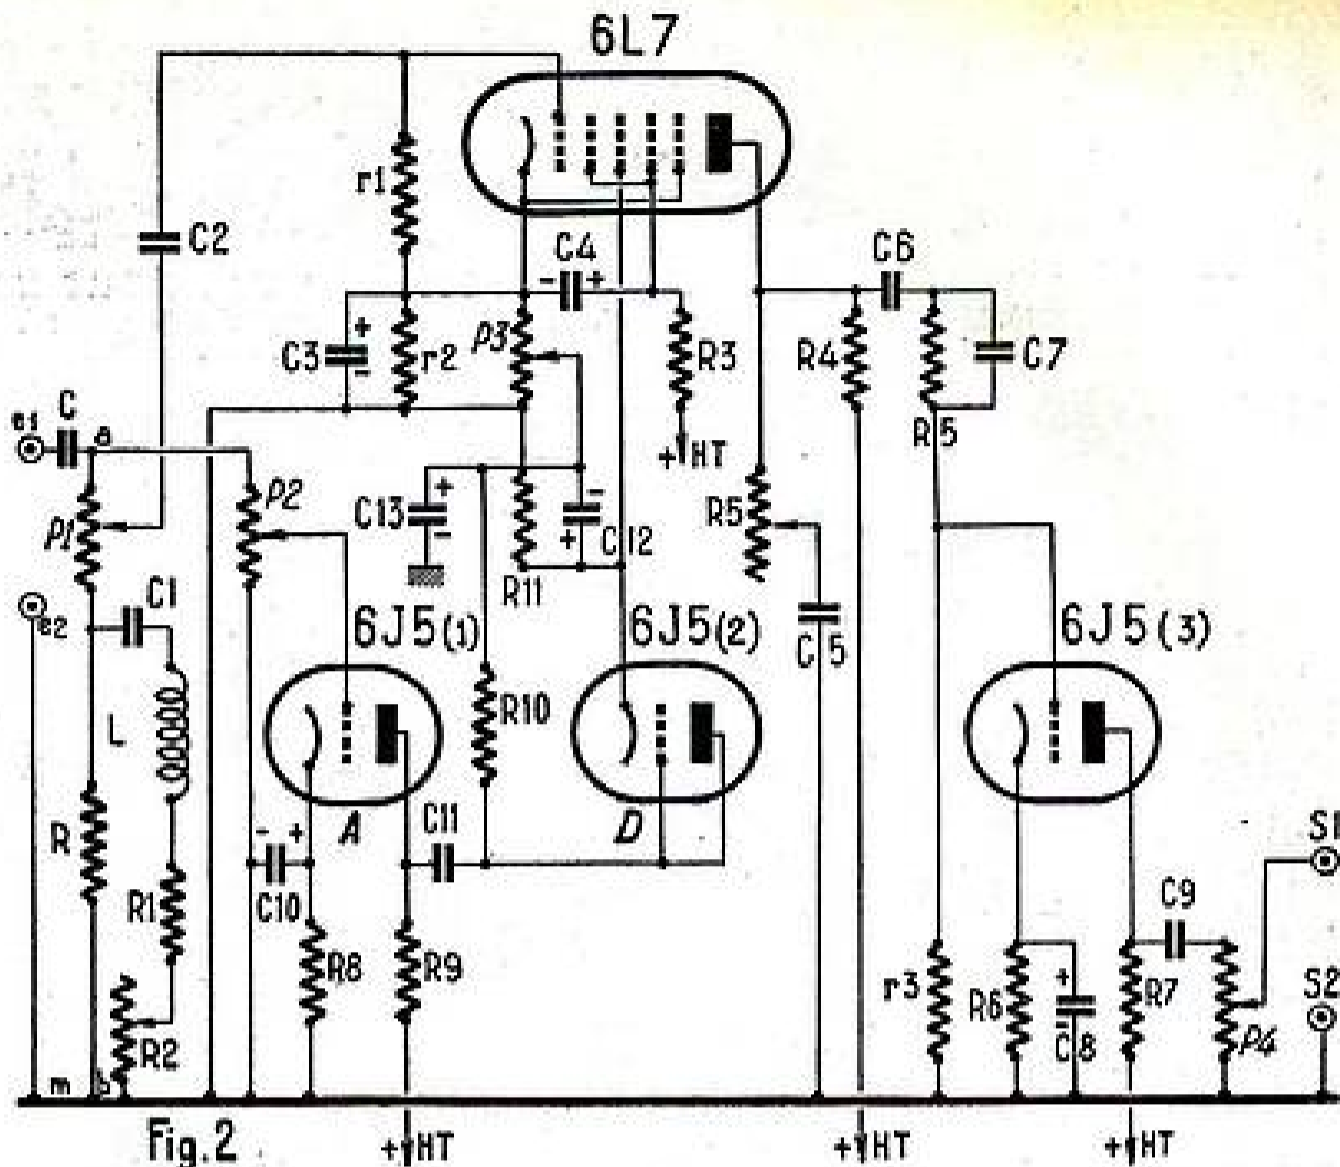 6L7
r1
C2
C4
C6
C3
+
-
r2
P3
-
+
R3
R4
C7
R5
e1
C
a
+HT
P1
P2
C13
+
-
R11
-
+
C12
R5
C5
e2
C1
6J5(1)
6J5(2)
6J5(3)
L
R10
R
A
D
C11
- +
C10
R1
R8
R9
C9
S1
R2
r3
R6
+
-
C8
R7
P4
S2
m
b
Fig.2
+HT
+HT
+HT